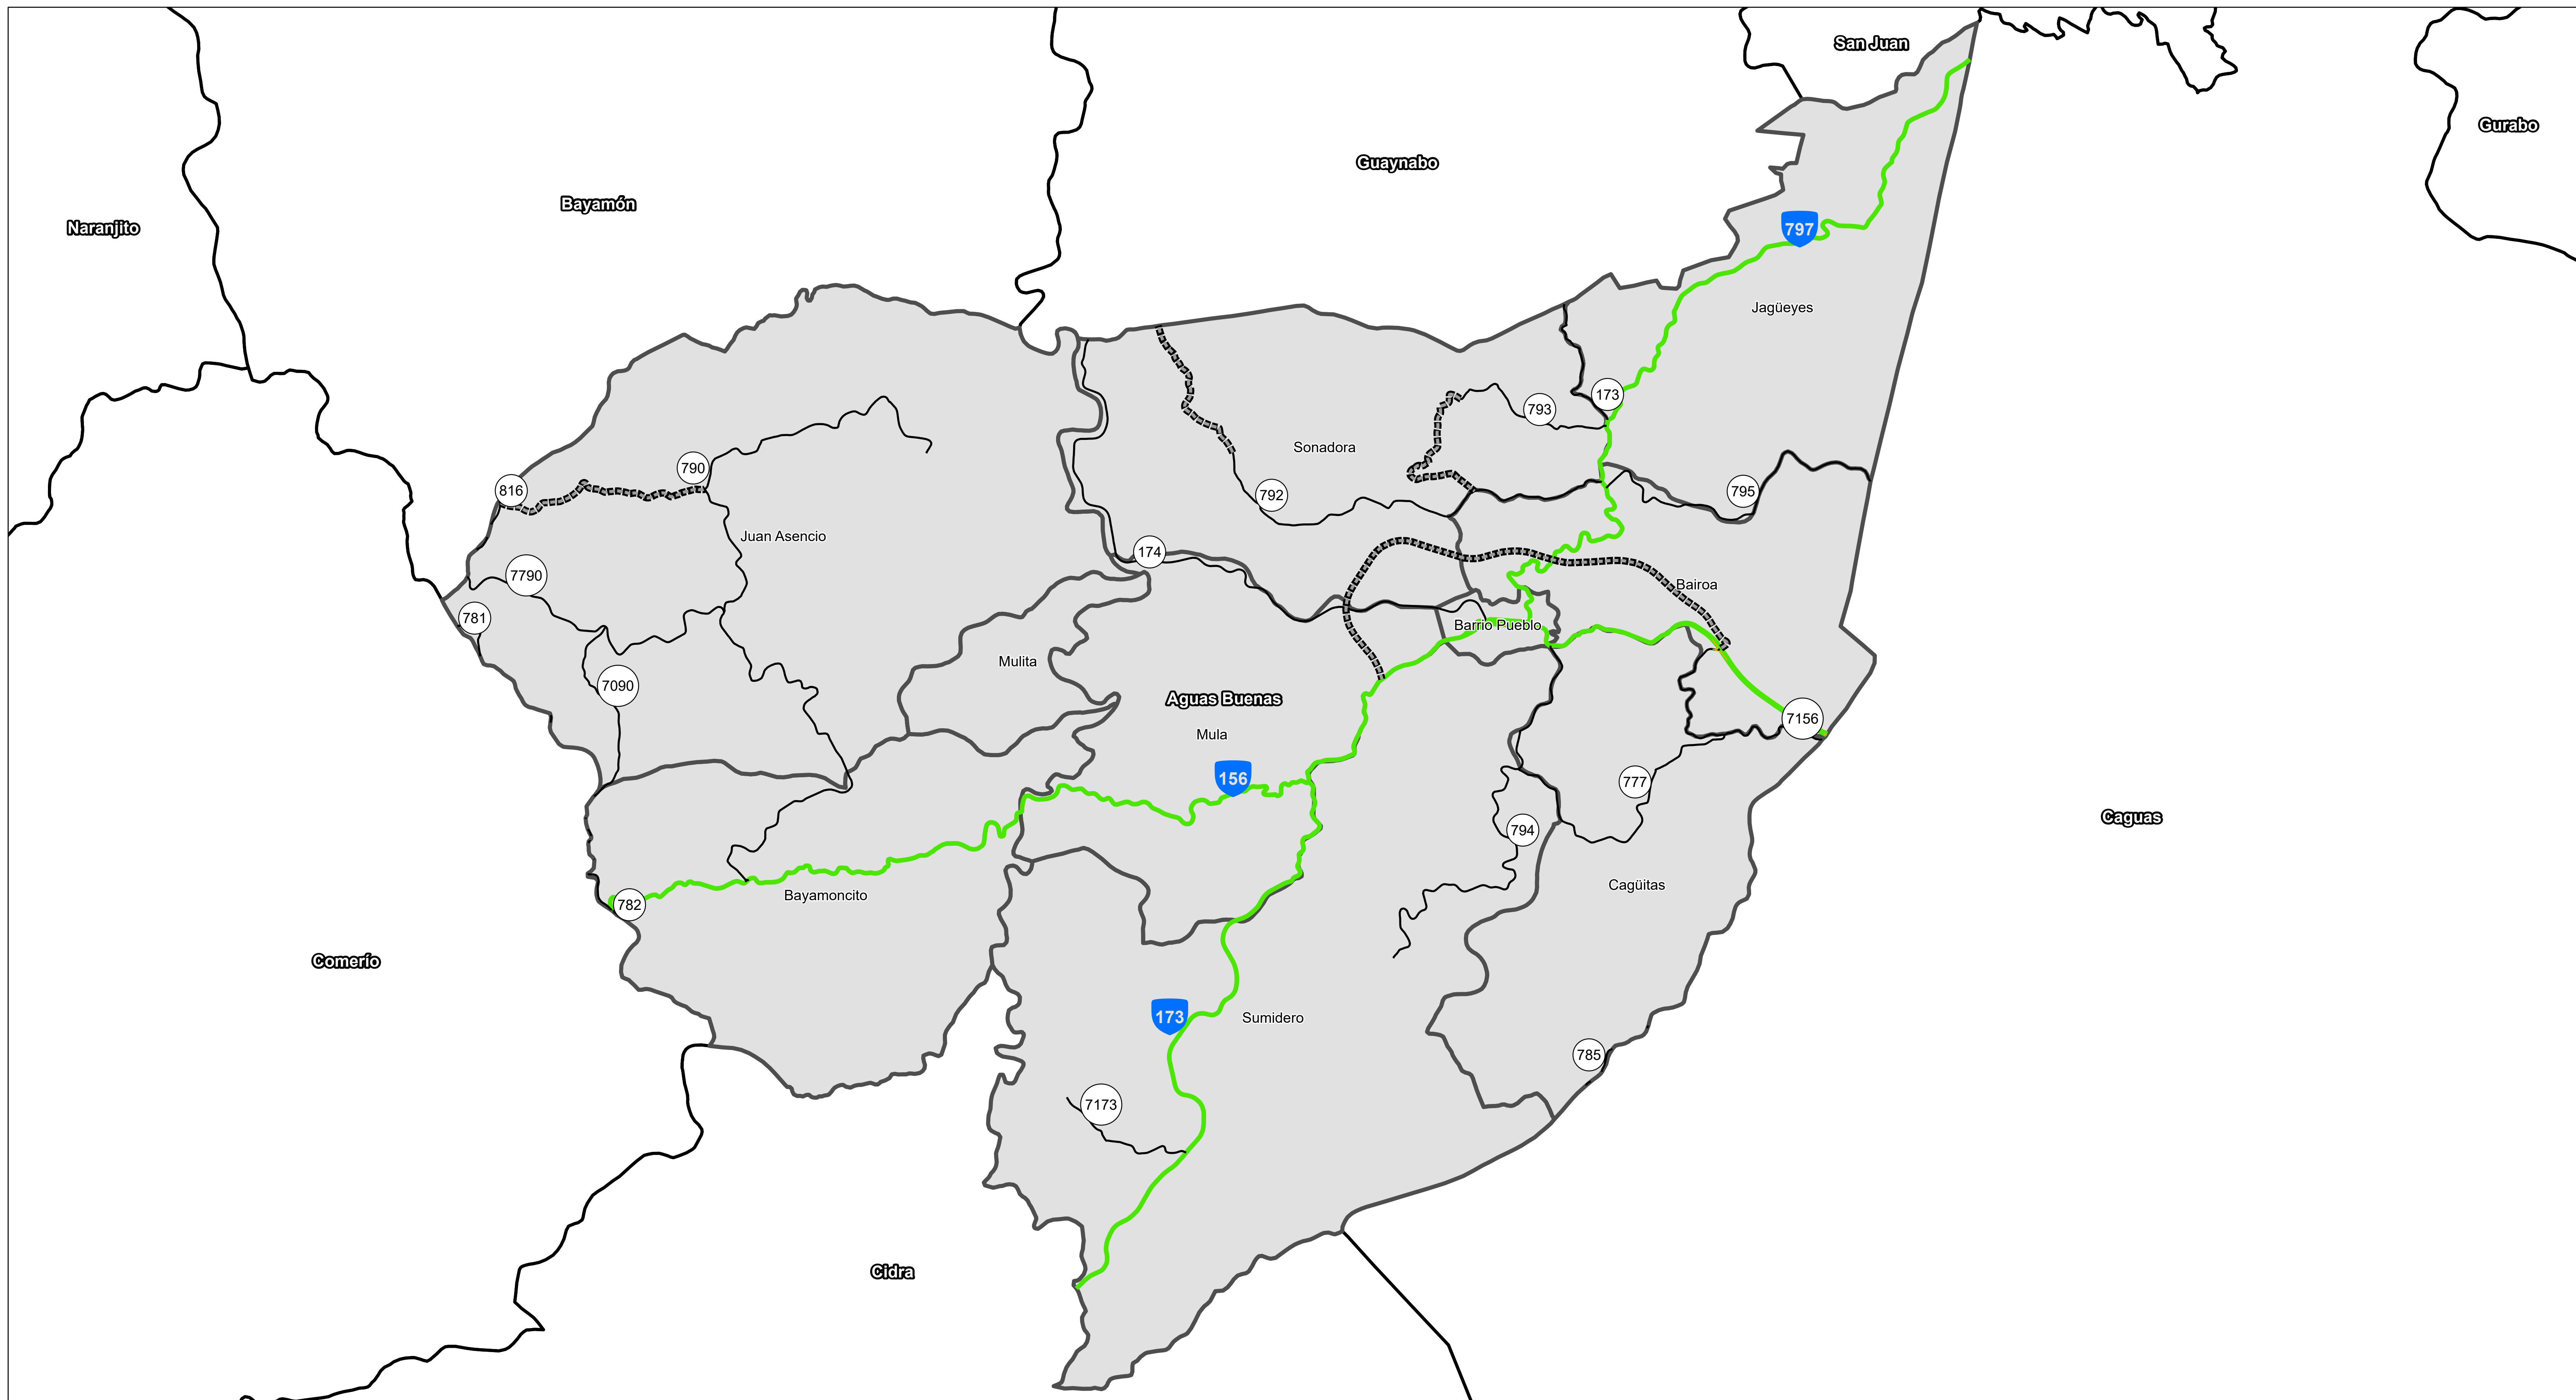 San Juan
Gurabo
Guaynabo
Bayamón
Naranjito
797
Jagüeyes
173
793
Sonadora
790
816
792
795
Juan Asencio
174
7790
Bairoa
781
Barrio Pueblo
Mulita
7090
Aguas Buenas
7156
Mula
156
777
Caguas
794
Cagüitas
Bayamoncito
782
Comerío
173
Sumidero
785
7173
Cidra